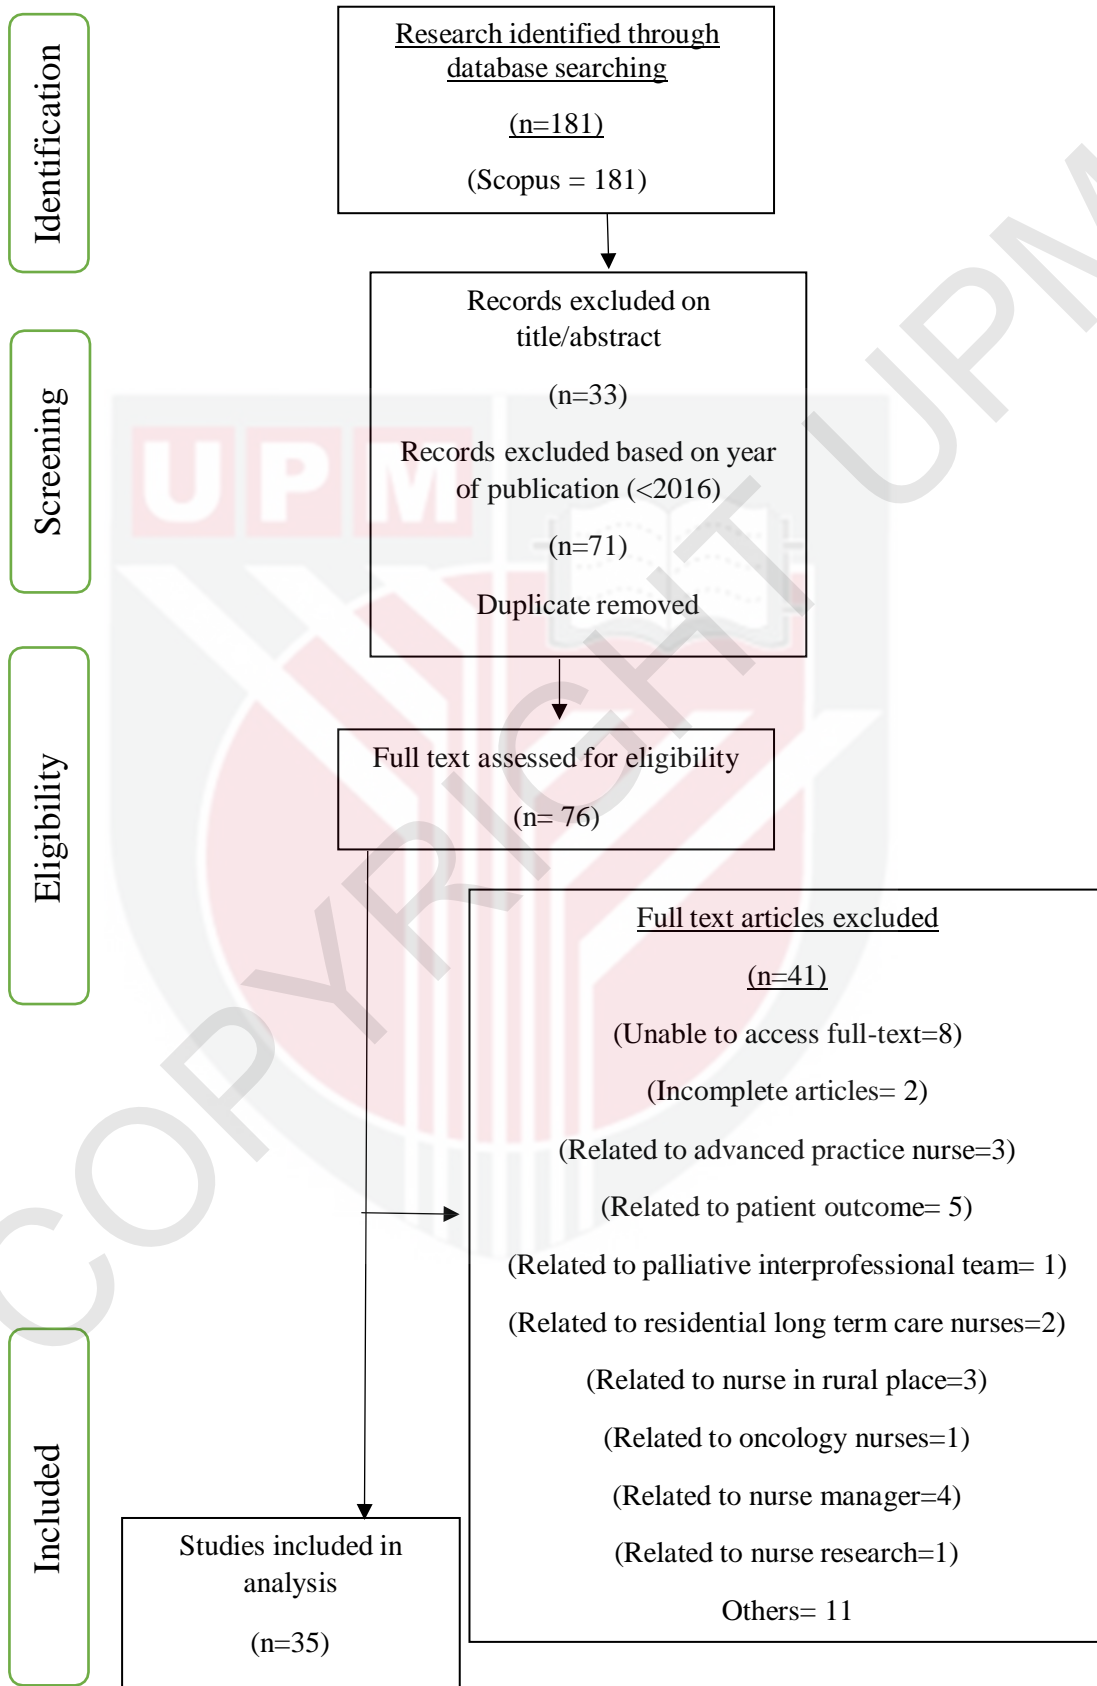 Identification
Research identified through
database searching
(n=181)
(Scopus = 181)
Screening
Records excluded on
title/abstract
(n=33)
Records excluded based on year
of publication (<2016)
(n=71)
Duplicate removed
Eligibility
Full text assessed for eligibility
(n= 76)
Full text articles excluded
(n=41)
(Unable to access full-text=8)
(Incomplete articles= 2)
(Related to advanced practice nurse=3)
(Related to patient outcome= 5)
(Related to palliative interprofessional team= 1)
(Related to residential long term care nurses=2)
(Related to nurse in rural place=3)
(Related to oncology nurses=1)
(Related to nurse manager=4)
(Related to nurse research=1)
Others= 11
Included
Studies included in
analysis
(n=35)
UPM
COPYRIGHT UPM